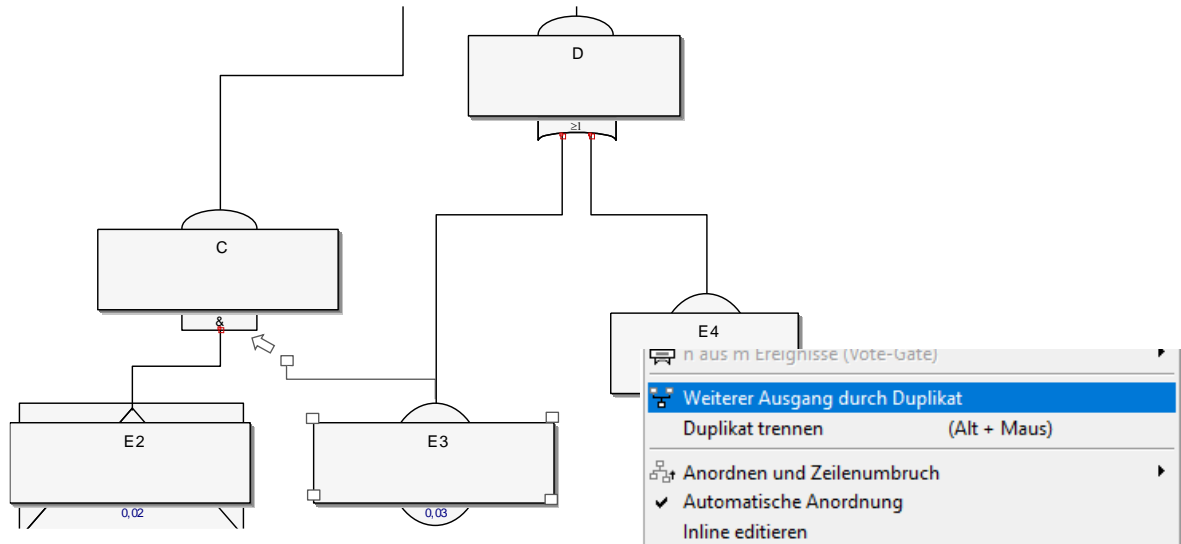 D
≥1
C
&
E4
E2
E3
0,02
0,03
n aus m Ereignisse (Vote-Gate)
Weiterer Ausgang durch Duplikat
Duplikat trennen (Alt + Maus)
Anordnen und Zeilenumbruch
Automatische Anordnung
Inline editieren